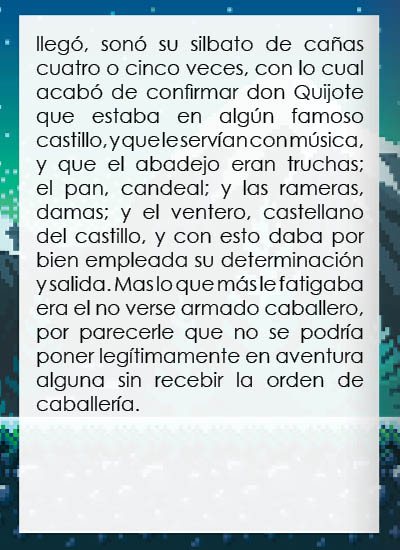 llegó, sonó su silbato de cañas
cuatro o cinco veces, con lo cual
acabó de confirmar don Quijote
que estaba en algún famoso
castillo, y que le servían con música,
y que el abadejo eran truchas;
el pan, candeal; y las rameras,
damas; y el ventero, castellano
del castillo, y con esto daba por
bien empleada su determinación
y salida. Mas lo que más le fatigaba
era el no verse armado caballero,
por parecerle que no se podría
poner legítimamente en aventura
alguna sin recebir la orden de
caballería.